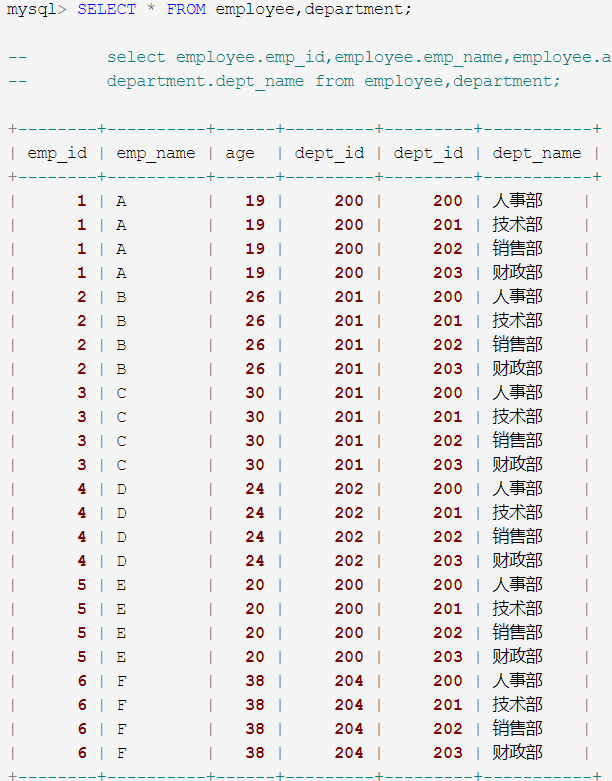 mysql> SELECT * FROM employee,department;
--        select employee.emp_id,employee.emp_name,employee.a
--        department.dept_name from employee,department;
+--------+----------+------+---------+---------+-----------+
| emp_id | emp_name | age  | dept_id | dept_id | dept_name |
+--------+----------+------+---------+---------+-----------+
|      1 | A        |   19 |     200 |     200 | 人事部    |
|      1 | A        |   19 |     200 |     201 | 技术部    |
|      1 | A        |   19 |     200 |     202 | 销售部    |
|      1 | A        |   19 |     200 |     203 | 财政部    |
|      2 | B        |   26 |     201 |     200 | 人事部    |
|      2 | B        |   26 |     201 |     201 | 技术部    |
|      2 | B        |   26 |     201 |     202 | 销售部    |
|      2 | B        |   26 |     201 |     203 | 财政部    |
|      3 | C        |   30 |     201 |     200 | 人事部    |
|      3 | C        |   30 |     201 |     201 | 技术部    |
|      3 | C        |   30 |     201 |     202 | 销售部    |
|      3 | C        |   30 |     201 |     203 | 财政部    |
|      4 | D        |   24 |     202 |     200 | 人事部    |
|      4 | D        |   24 |     202 |     201 | 技术部    |
|      4 | D        |   24 |     202 |     202 | 销售部    |
|      4 | D        |   24 |     202 |     203 | 财政部    |
|      5 | E        |   20 |     200 |     200 | 人事部    |
|      5 | E        |   20 |     200 |     201 | 技术部    |
|      5 | E        |   20 |     200 |     202 | 销售部    |
|      5 | E        |   20 |     200 |     203 | 财政部    |
|      6 | F        |   38 |     204 |     200 | 人事部    |
|      6 | F        |   38 |     204 |     201 | 技术部    |
|      6 | F        |   38 |     204 |     202 | 销售部    |
|      6 | F        |   38 |     204 |     203 | 财政部    |
+--------+----------+------+---------+---------+-----------+